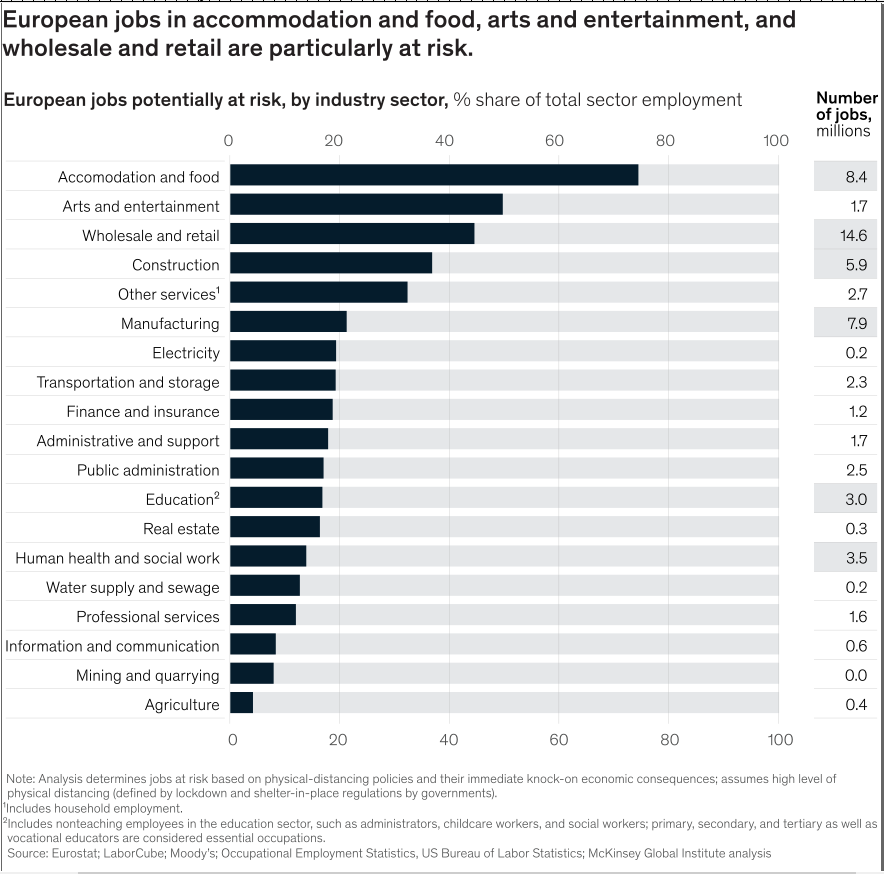 European jobs in accommodation and food, arts and entertainment, and
wholesale and retail are particularly at risk.
European jobs potentially at risk, by industry sector, % share of total sector employment
Number
of jobs,
millions
0 20 40 60 80 100
Accomodation and food 8.4
Arts and entertainment 1.7
Wholesale and retail 14.6
Construction 5.9
Other services¹ 2.7
Manufacturing 7.9
Electricity 0.2
Transportation and storage 2.3
Finance and insurance 1.2
Administrative and support 1.7
Public administration 2.5
Education² 3.0
Real estate 0.3
Human health and social work 3.5
Water supply and sewage 0.2
Professional services 1.6
Information and communication 0.6
Mining and quarrying 0.0
Agriculture 0.4
0 20 40 60 80 100
Note: Analysis determines jobs at risk based on physical-distancing policies and their immediate knock-on economic consequences; assumes high level of
physical distancing (defined by lockdown and shelter-in-place regulations by governments).
¹Includes household employment.
²Includes nonteaching employees in the education sector, such as administrators, childcare workers, and social workers; primary, secondary, and tertiary as well as
vocational educators are considered essential occupations.
Source: Eurostat; LaborCube; Moody's; Occupational Employment Statistics, US Bureau of Labor Statistics; McKinsey Global Institute analysis